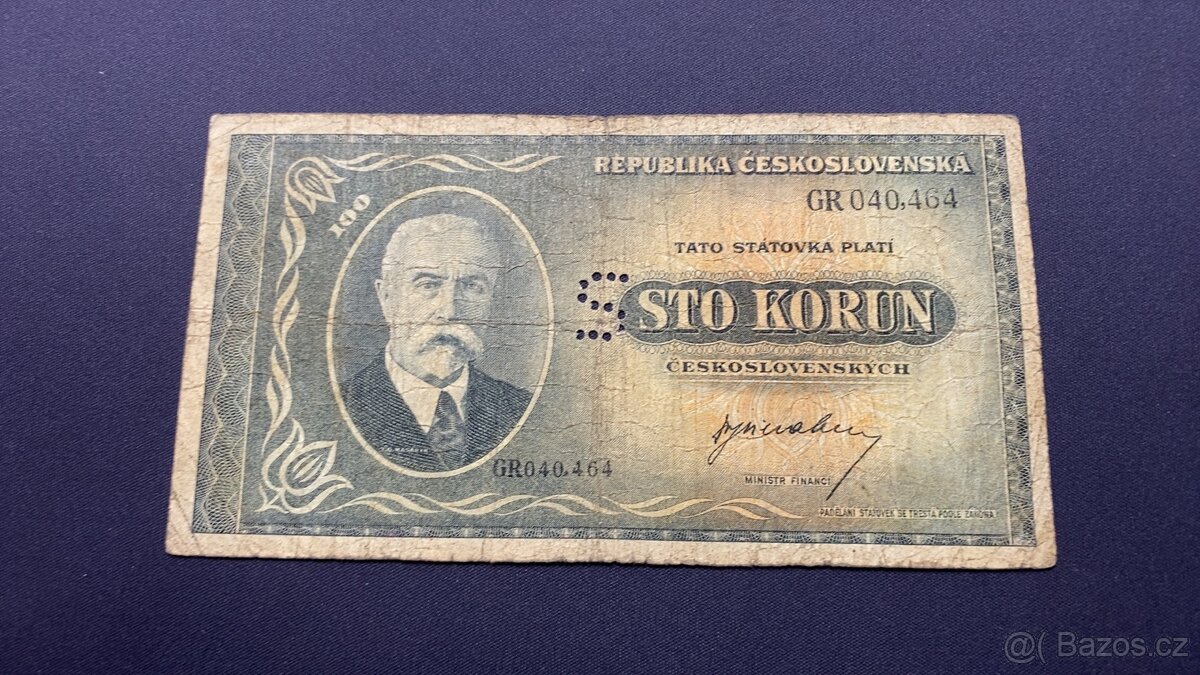 REPUBLIKA ČESKOSLOVENSKÁ
GR 040,464
100
TATO STÁTOVKA PLATÍ
S
STO KORUN
ČESKOSLOVENSKÝCH
GR040,464
MINISTR FINANCÍ
PADĚLÁNÍ STÁTOVEK SE TRESTÁ PODLE ZÁKONA
@( Bazos.cz